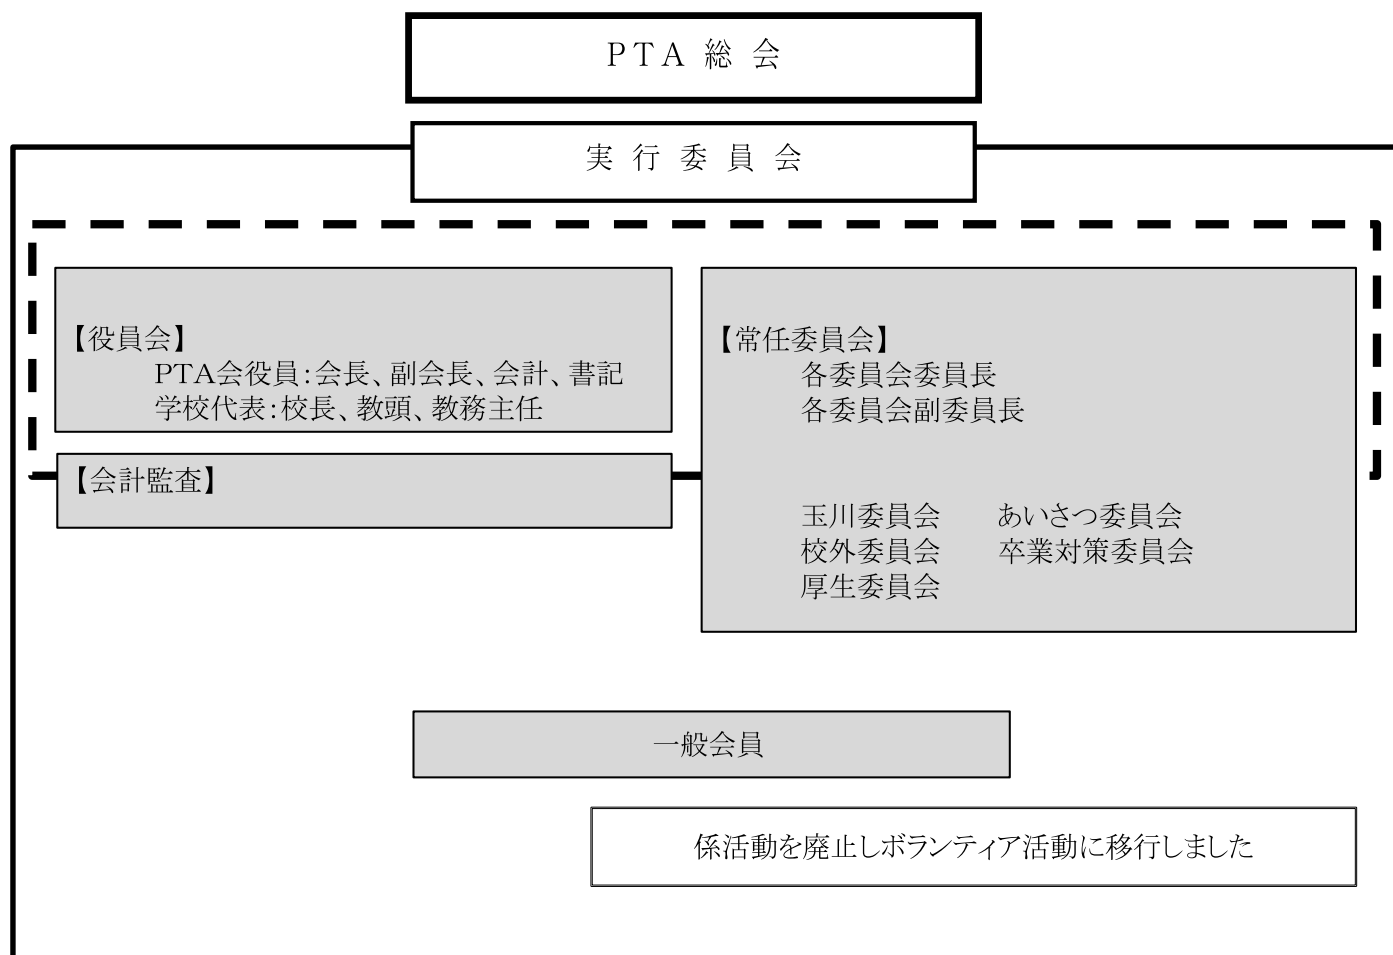 PTA 総 会
実 行 委 員 会
【役員会】
PTA会役員：会長、副会長、会計、書記
学校代表：校長、教頭、教務主任
【会計監査】
【常任委員会】
各委員会委員長
各委員会副委員長
玉川委員会　　あいさつ委員会
校外委員会　　卒業対策委員会
厚生委員会
一般会員
係活動を廃止しボランティア活動に移行しました